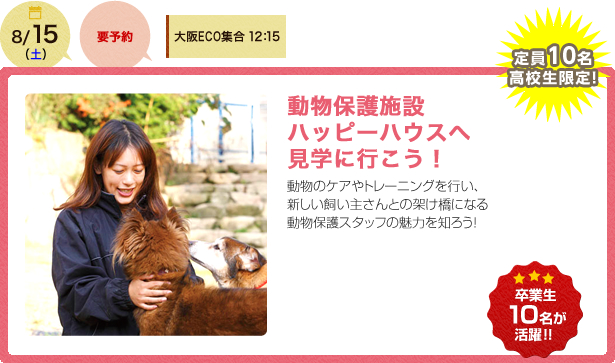 8/15
(土)
要予約
大阪ECO集合 12:15
定員10名
高校生限定!
動物保護施設
ハッピーハウスへ
見学に行こう！
動物のケアやトレーニングを行い、
新しい飼い主さんとの架け橋になる
動物保護スタッフの魅力を知ろう!
卒業生
10名が
活躍!!